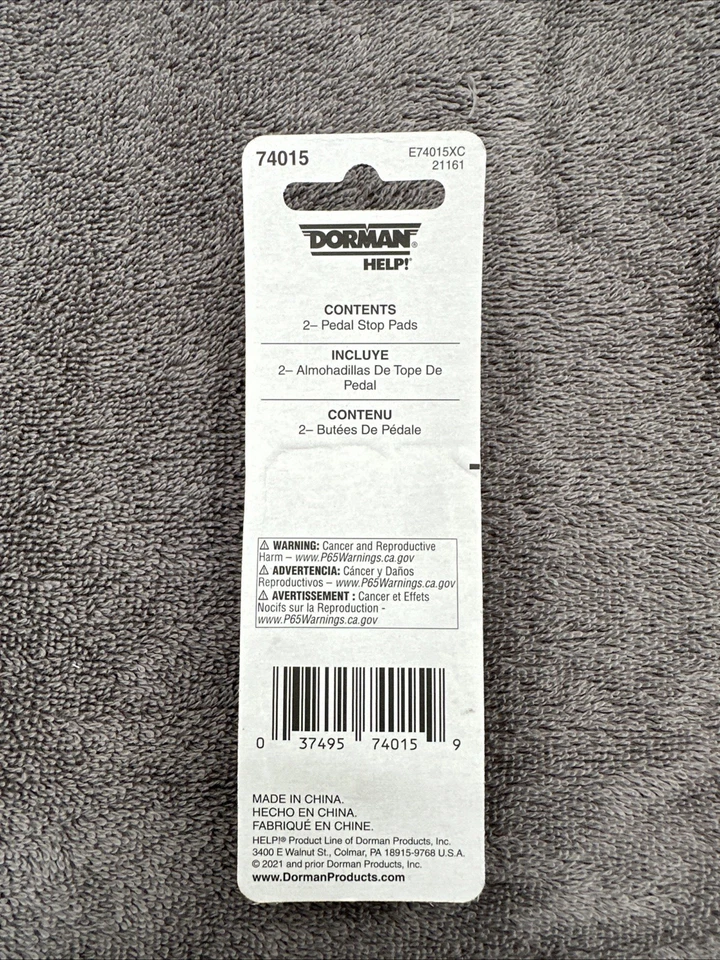 74015
E74015XC
21161
DORMAN®
HELP!®
CONTENTS
2– Pedal Stop Pads
INCLUYE
2– Almohadillas De Tope De
Pedal
CONTENU
2– Butées De Pédale
⚠ WARNING: Cancer and Reproductive
Harm – www.P65Warnings.ca.gov
⚠ ADVERTENCIA: Cáncer y Daños
Reproductivos – www.P65Warnings.ca.gov
⚠ AVERTISSEMENT : Cancer et Effets
Nocifs sur la Reproduction -
www.P65Warnings.ca.gov
0 37495 74015 9
MADE IN CHINA.
HECHO EN CHINA.
FABRIQUÉ EN CHINE.
HELP!® Product Line of Dorman Products, Inc.
3400 E Walnut St., Colmar, PA 18915-9768 U.S.A.
© 2021 and prior Dorman Products, Inc.
www.DormanProducts.com